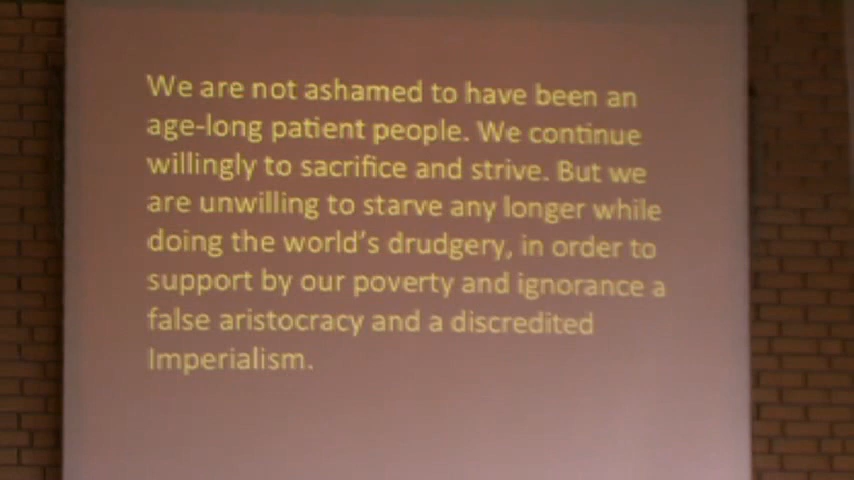 We are not ashamed to have been an
age-long patient people. We continue
willingly to sacrifice and strive. But we
are unwilling to starve any longer while
doing the world's drudgery, in order to
support by our poverty and ignorance a
false aristocracy and a discredited
Imperialism.